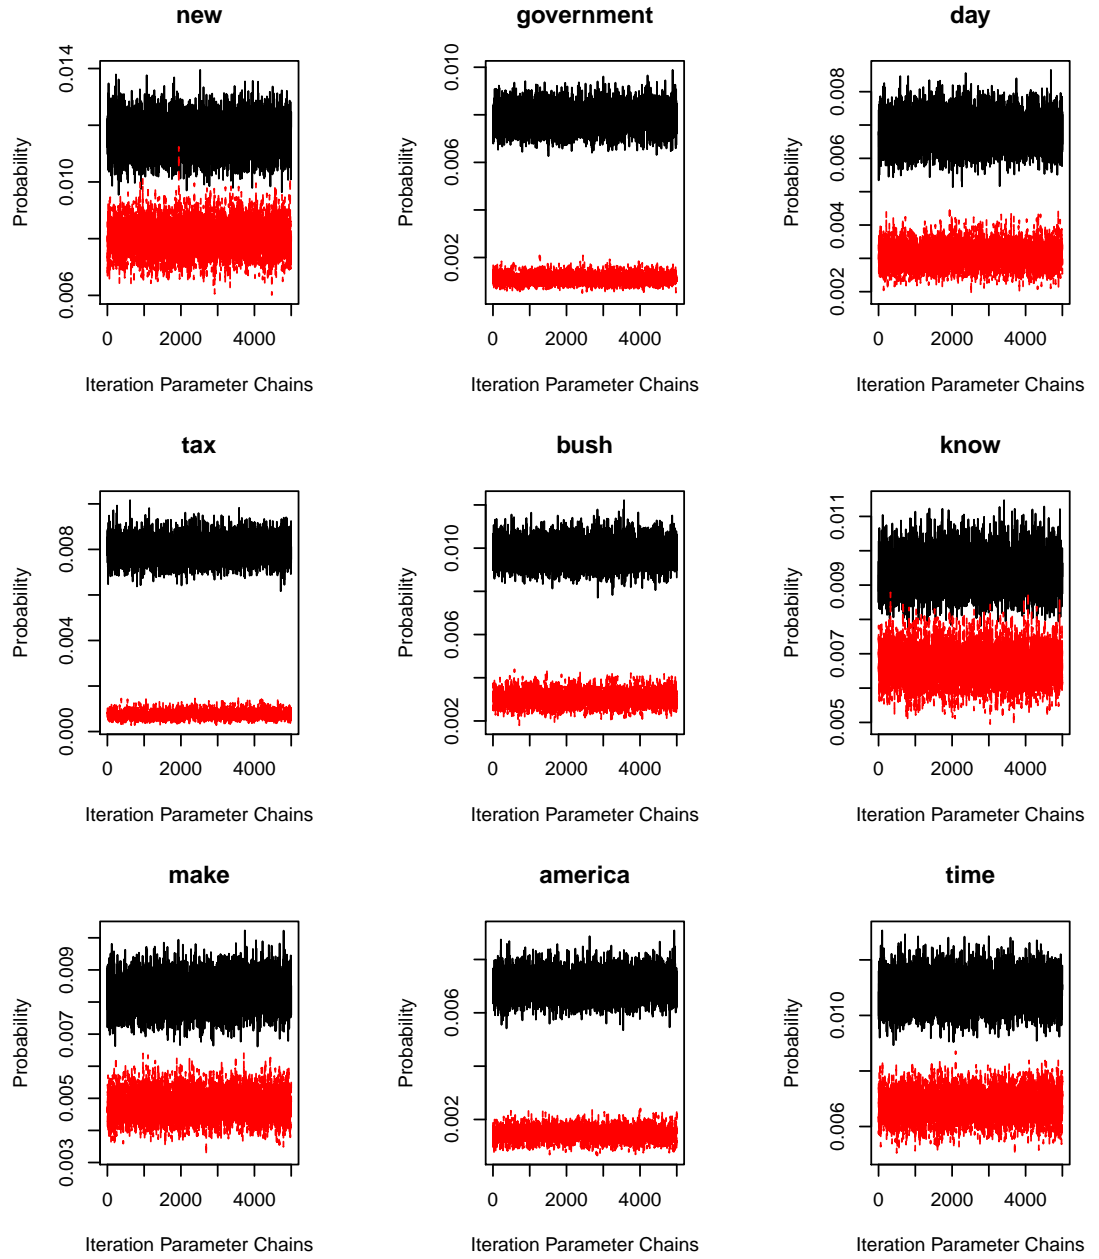 new
government
day
0.014
0.010
0.006
Probability
0 2000 4000
Iteration Parameter Chains
0.010
0.006
0.002
Probability
0 2000 4000
Iteration Parameter Chains
0.008
0.006
0.004
0.002
Probability
0 2000 4000
Iteration Parameter Chains
tax
bush
know
0.008
0.004
0.000
Probability
0 2000 4000
Iteration Parameter Chains
0.010
0.006
0.002
Probability
0 2000 4000
Iteration Parameter Chains
0.011
0.009
0.007
0.005
Probability
0 2000 4000
Iteration Parameter Chains
make
america
time
0.009
0.007
0.005
0.003
Probability
0 2000 4000
Iteration Parameter Chains
0.006
0.002
Probability
0 2000 4000
Iteration Parameter Chains
0.010
0.006
Probability
0 2000 4000
Iteration Parameter Chains